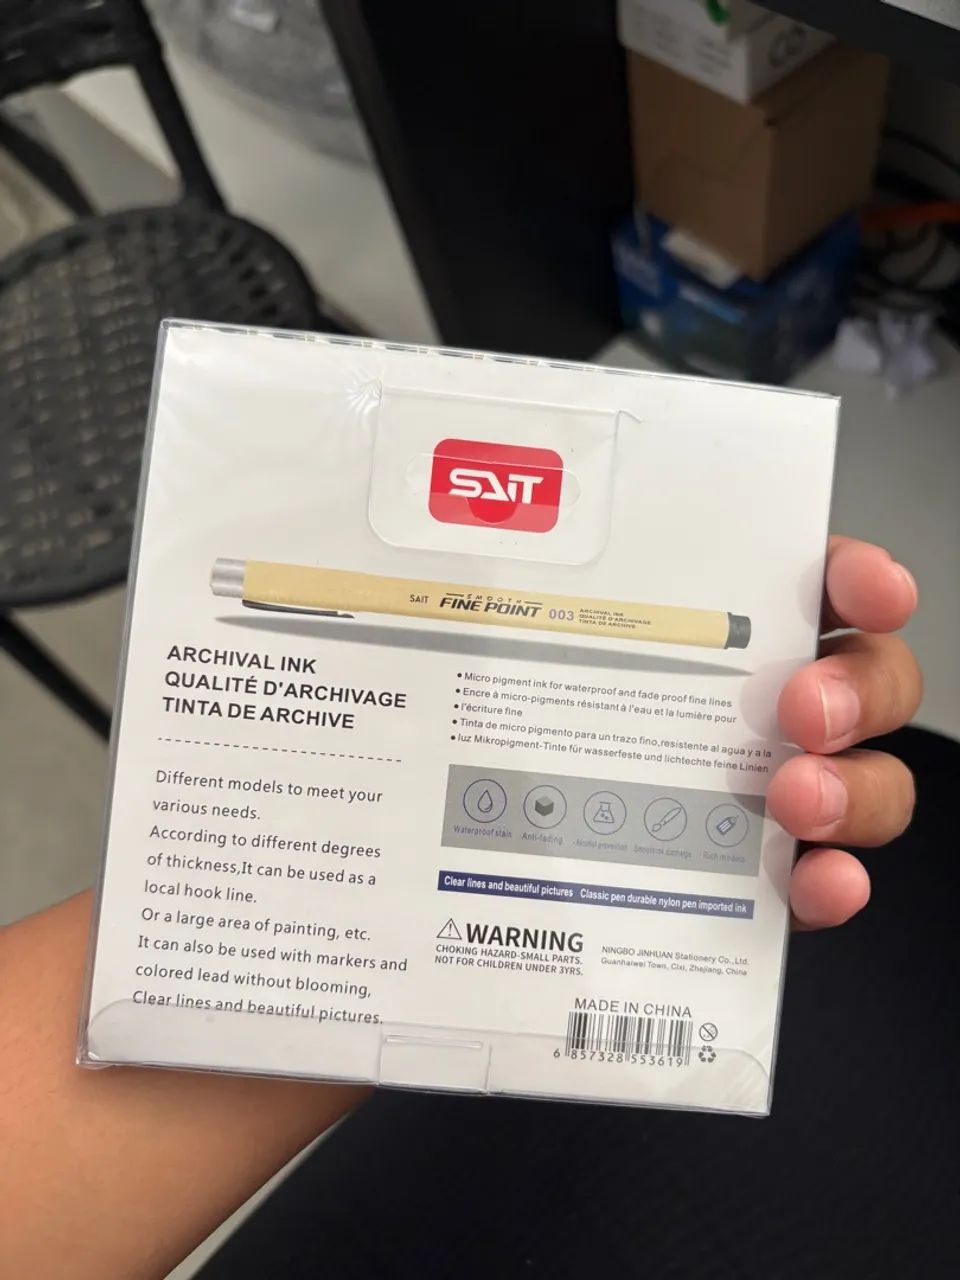 SAIT
SAIT
SMOOTH
FINE POINT
003
ARCHIVAL INK
QUALITÉ D'ARCHIVAGE
TINTA DE ARCHIVE
ARCHIVAL INK
QUALITÉ D'ARCHIVAGE
TINTA DE ARCHIVE
Different models to meet your
various needs.
According to different degrees
of thickness,It can be used as a
local hook line.
Or a large area of painting, etc.
It can also be used with markers and
colored lead without blooming,
Clear lines and beautiful pictures.
• Micro pigment ink for waterproof and fade proof fine lines
• Encre à micro-pigments résistant à l'eau et la lumière pour
• l'écriture fine
• Tinta de micro pigmento para un trazo fino,resistente al agua y a la
• luz Mikropigment-Tinte für wasserfeste und lichtechte feine Linien
Waterproof stain
Anti-fading
Alcohol prevention
Smooth ink discharge
Clear lines and beautiful pictures Classic pen durable nylon pen imported ink
WARNING
CHOKING HAZARD-SMALL PARTS.
NOT FOR CHILDREN UNDER 3YRS.
NINGBO JINHUAN Stationery Co.,Ltd.
Guanhaiwei Town, Cixi, Zhejiang, China
MADE IN CHINA
6 857328 553619